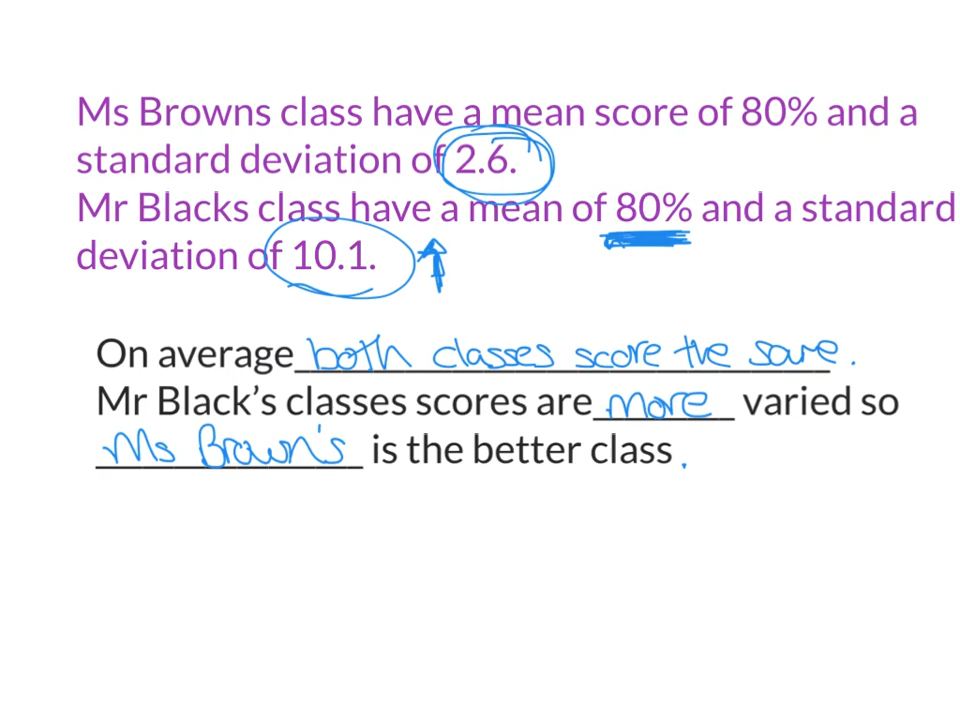 Ms Browns class have a mean score of 80% and a
standard deviation of 2.6.
Mr Blacks class have a mean of 80% and a standard
deviation of 10.1.
On average both classes score the same.
Mr Black's classes scores are more varied so
Ms Brown's is the better class.